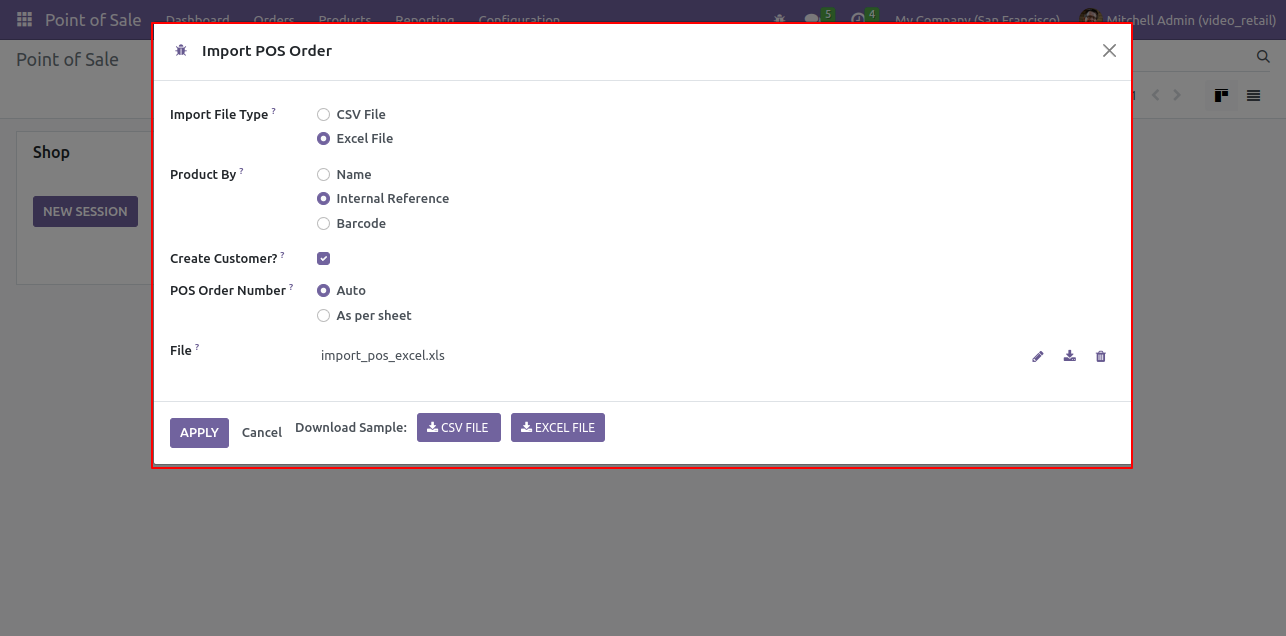 Point of Sale Dashboard Orders Products Reporting Configuration 5 4 My Company (San Francisco) Mitchell Admin (video_retail)
Point of Sale
Import POS Order
Import File Type ?
CSV File
Excel File
Shop
Product By ?
Name
Internal Reference
Barcode
NEW SESSION
Create Customer? ?
POS Order Number ?
Auto
As per sheet
File ?
import_pos_excel.xls
APPLY Cancel Download Sample: CSV FILE EXCEL FILE